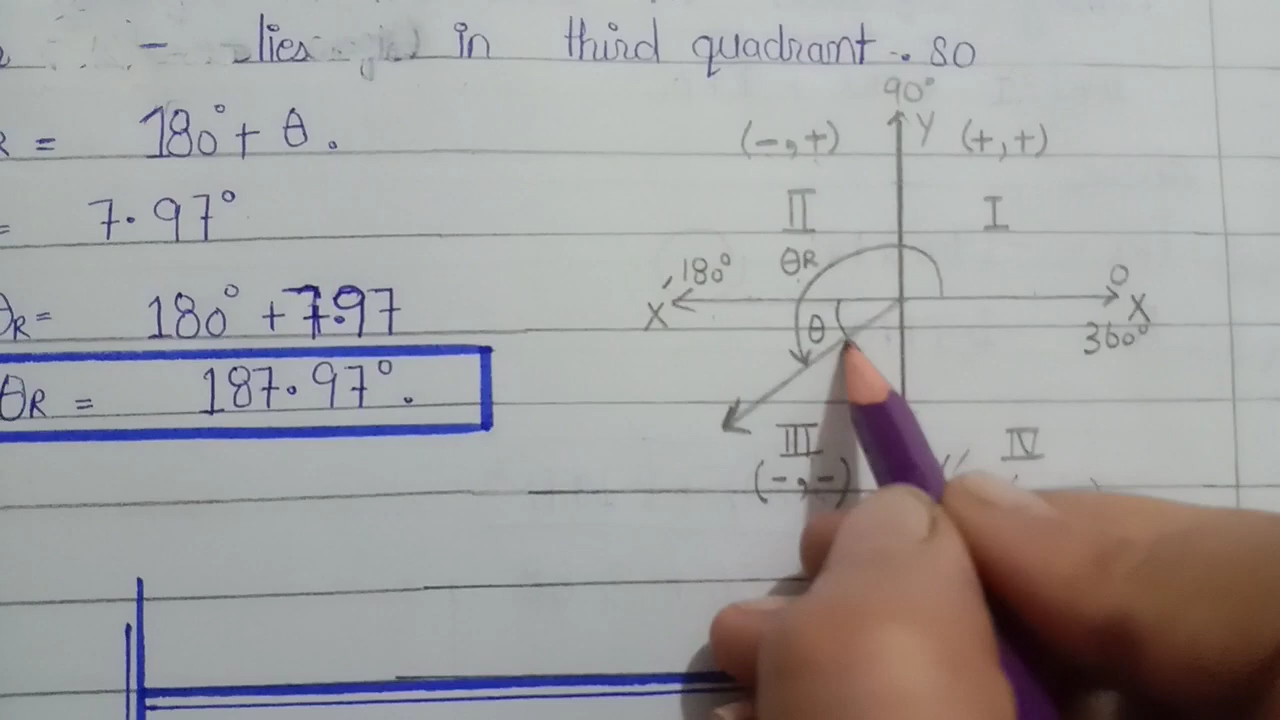 - lies in third quadrant. so
R = 180° + θ.
= 7.97°
θR = 180° + 7.97
θR = 187.97°.
90°
Y
(-,+) (+,+)
II I
180° θR 0
X X
θ 360°
III IV
(-,-)